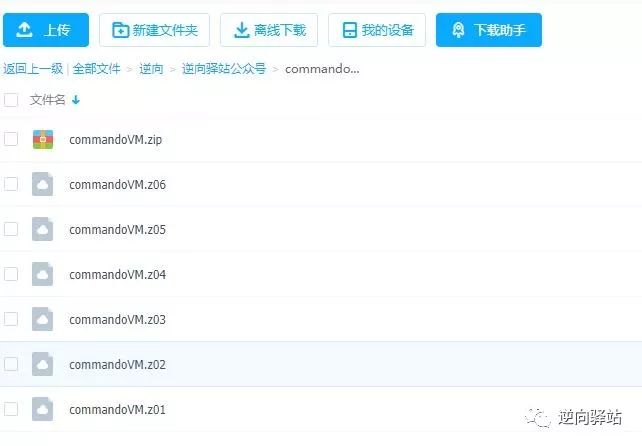 上传 新建文件夹 离线下载 我的设备 下载助手
返回上一级 | 全部文件 > 逆向 > 逆向驿站公众号 > commando...
文件名
commandoVM.zip
commandoVM.z06
commandoVM.z05
commandoVM.z04
commandoVM.z03
commandoVM.z02
commandoVM.z01
逆向驿站